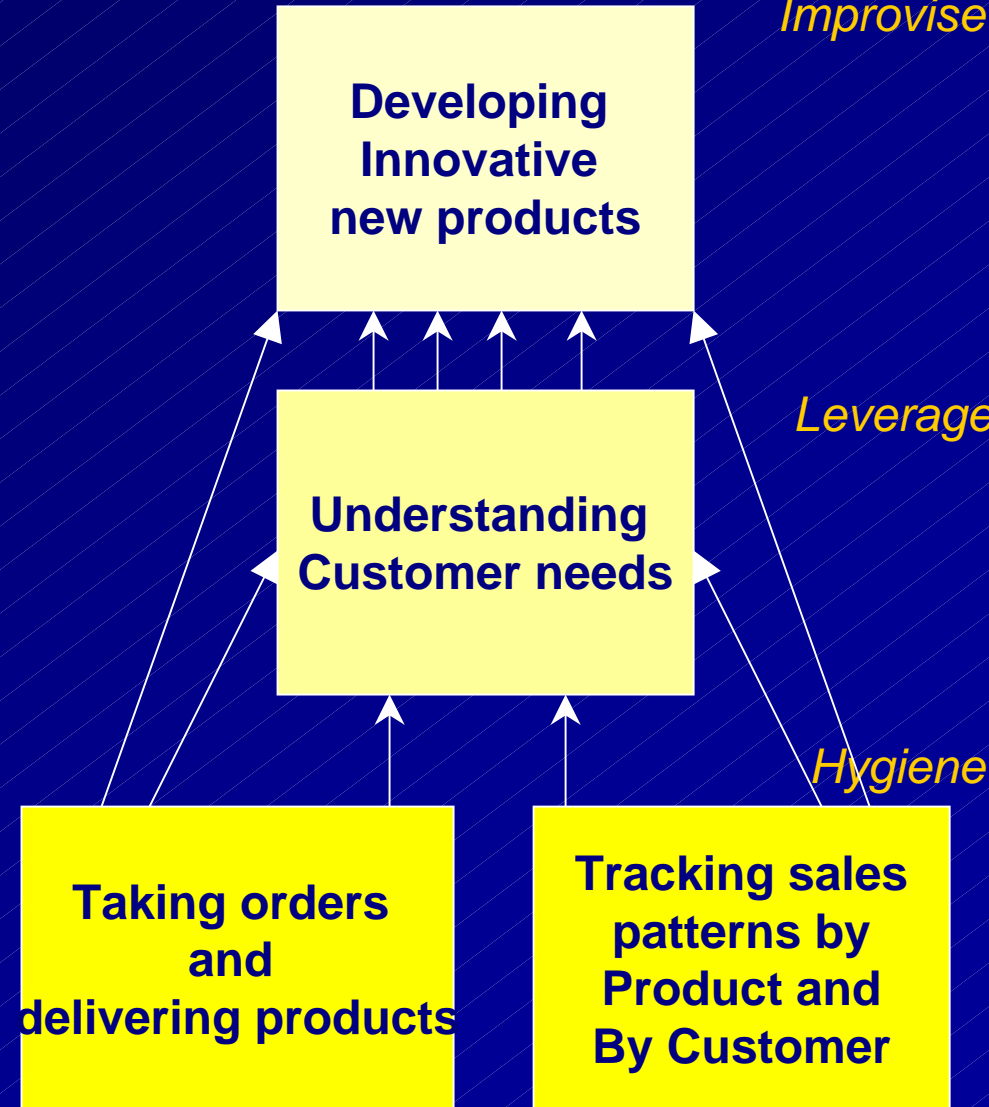 Improvise
Developing
Innovative
new products
Leverage
Understanding
Customer needs
Hygiene
Taking orders
and
delivering products
Tracking sales
patterns by
Product and
By Customer